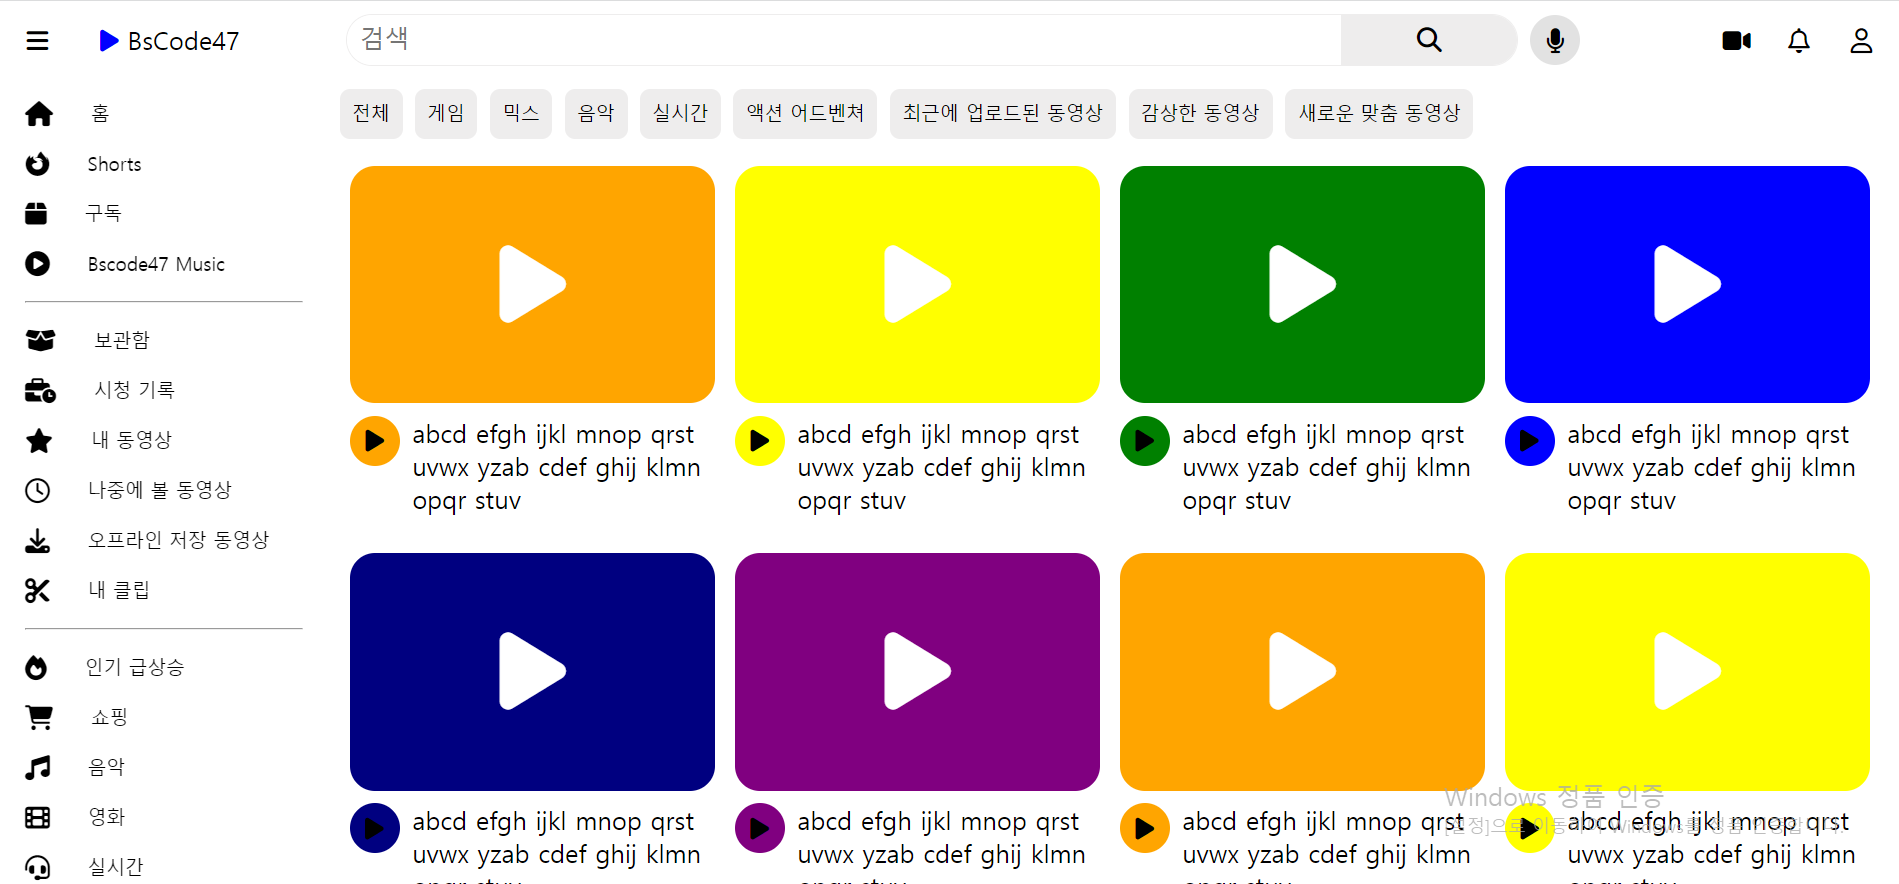 BsCode47
검색
전체 게임 믹스 음악 실시간 액션 어드벤쳐 최근에 업로드된 동영상 감상한 동영상 새로운 맞춤 동영상
홈
Shorts
구독
Bscode47 Music
보관함
시청 기록
내 동영상
나중에 볼 동영상
오프라인 저장 동영상
내 클립
인기 급상승
쇼핑
음악
영화
실시간
abcd efgh ijkl mnop qrst
uvwx yzab cdef ghij klmn
opqr stuv
abcd efgh ijkl mnop qrst
uvwx yzab cdef ghij klmn
opqr stuv
abcd efgh ijkl mnop qrst
uvwx yzab cdef ghij klmn
opqr stuv
abcd efgh ijkl mnop qrst
uvwx yzab cdef ghij klmn
opqr stuv
abcd efgh ijkl mnop qrst
uvwx yzab cdef ghij klmn
abcd efgh ijkl mnop qrst
uvwx yzab cdef ghij klmn
abcd efgh ijkl mnop qrst
uvwx yzab cdef ghij klmn
abcd efgh ijkl mnop qrst
uvwx yzab cdef ghij klmn
Windows 정품 인증
[설정]으로 이동하여 Windows를 정품 인증합니다.